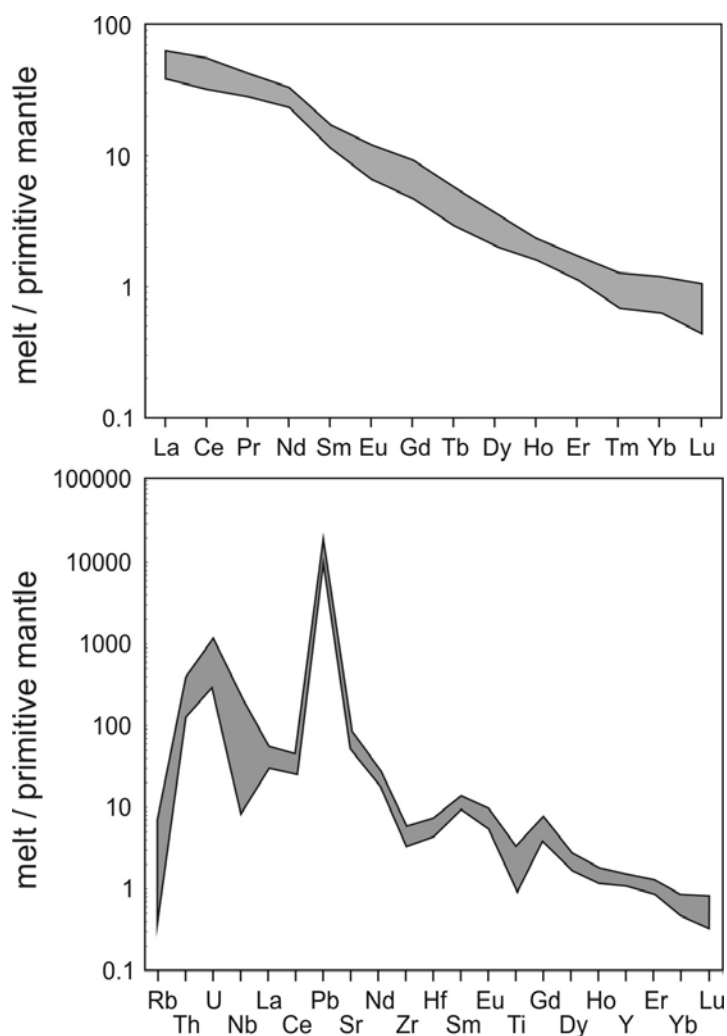 100
10
1
0.1
melt / primitive mantle
La Ce Pr Nd Sm Eu Gd Tb Dy Ho Er Tm Yb Lu
100000
10000
1000
100
10
1
0.1
melt / primitive mantle
Rb U La Pb Nd Hf Eu Gd Ho Er Lu
Th Nb Ce Sr Zr Sm Ti Dy Y Yb